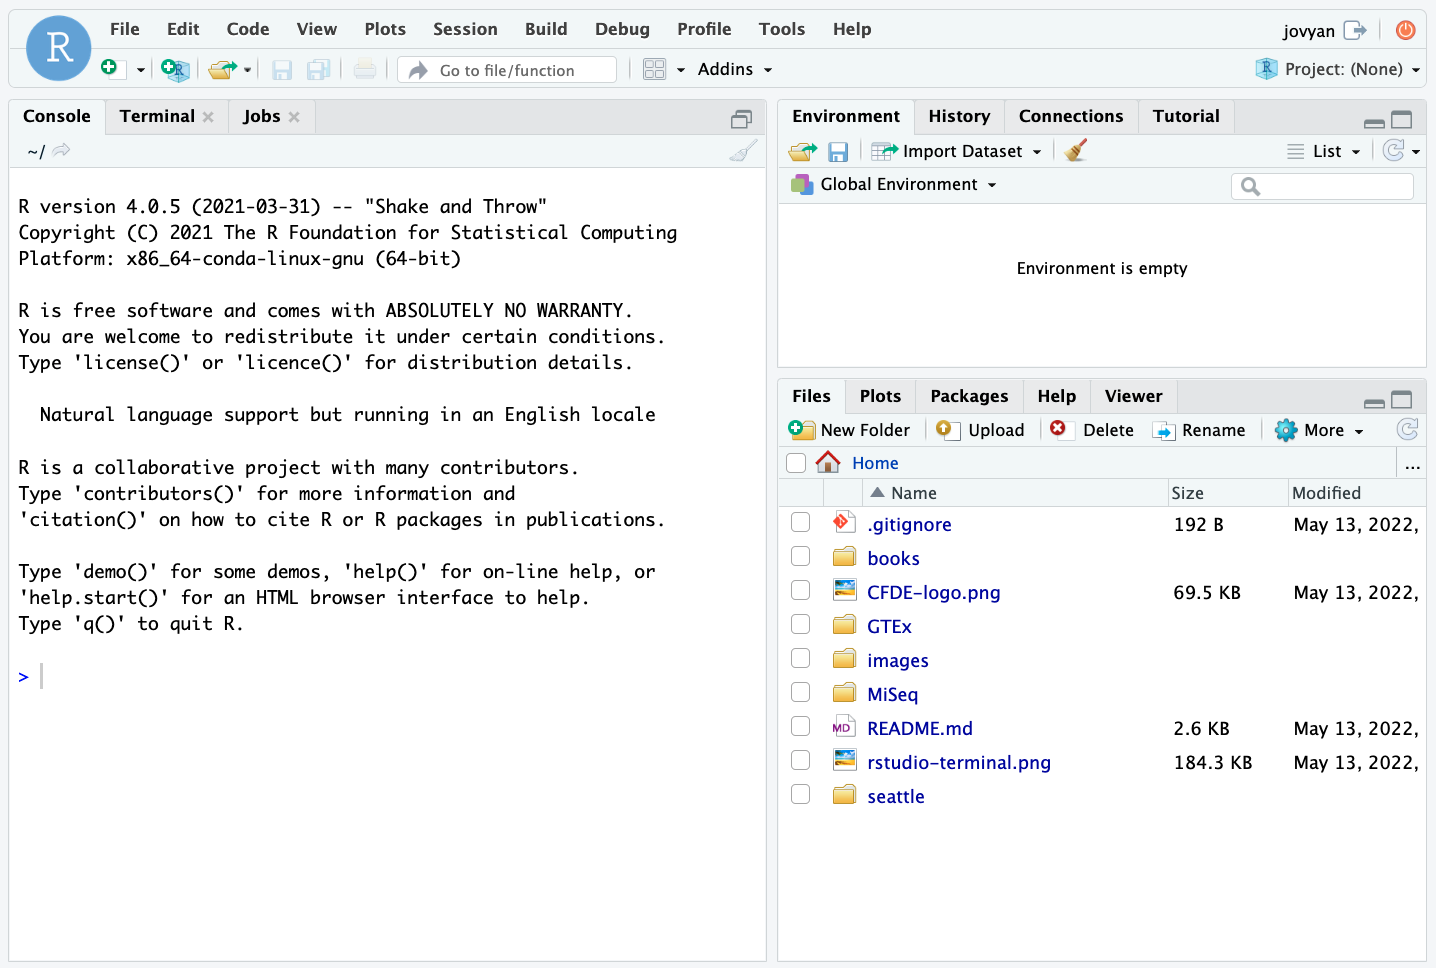 R
File Edit Code View Plots Session Build Debug Profile Tools Help
jovyan
R
Go to file/function
Addins
R
Project: (None)
Console Terminal Jobs
~/
R version 4.0.5 (2021-03-31) -- "Shake and Throw"
Copyright (C) 2021 The R Foundation for Statistical Computing
Platform: x86_64-conda-linux-gnu (64-bit)
R is free software and comes with ABSOLUTELY NO WARRANTY.
You are welcome to redistribute it under certain conditions.
Type 'license()' or 'licence()' for distribution details.
Natural language support but running in an English locale
R is a collaborative project with many contributors.
Type 'contributors()' for more information and
'citation()' on how to cite R or R packages in publications.
Type 'demo()' for some demos, 'help()' for on-line help, or
'help.start()' for an HTML browser interface to help.
Type 'q()' to quit R.
>
Environment History Connections Tutorial
Import Dataset
List
Global Environment
Environment is empty
Files Plots Packages Help Viewer
New Folder Upload Delete Rename More
Home
...
Name Size Modified
.gitignore 192 B May 13, 2022,
books
CFDE-logo.png 69.5 KB May 13, 2022,
GTEx
images
MiSeq
MD README.md 2.6 KB May 13, 2022,
rstudio-terminal.png 184.3 KB May 13, 2022,
seattle